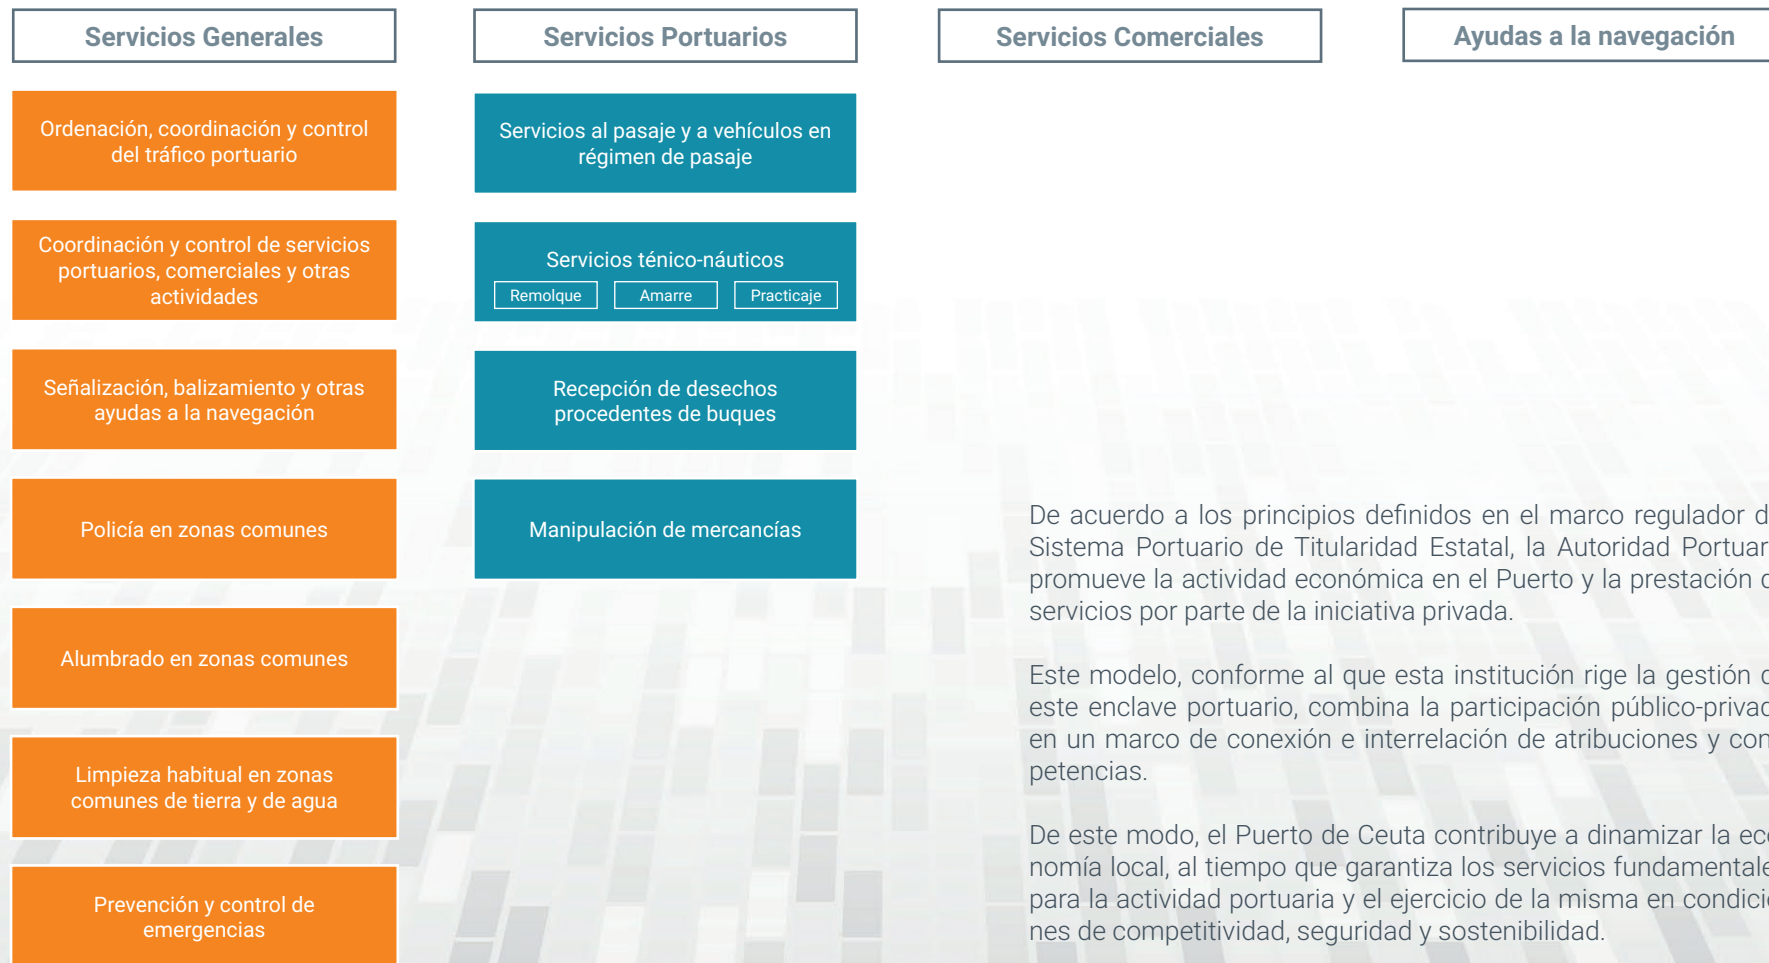 Servicios Generales
Ordenación, coordinación y control
del tráfico portuario
Coordinación y control de servicios
portuarios, comerciales y otras
actividades
Señalización, balizamiento y otras
ayudas a la navegación
Policía en zonas comunes
Alumbrado en zonas comunes
Limpieza habitual en zonas
comunes de tierra y de agua
Prevención y control de
emergencias
Servicios Portuarios
Servicios al pasaje y a vehículos en
régimen de pasaje
Servicios ténico-náuticos
Remolque
Amarre
Practicaje
Recepción de desechos
procedentes de buques
Manipulación de mercancías
Servicios Comerciales
Ayudas a la navegación
De acuerdo a los principios definidos en el marco regulador
Sistema Portuario de Titularidad Estatal, la Autoridad
promueve la actividad económica en el Puerto y la prestación
servicios por parte de la iniciativa privada.
Este modelo, conforme al que esta institución rige la gestión
este enclave portuario, combina la participación
en un marco de conexión e interrelación de atribuciones y
petencias.
De este modo, el Puerto de Ceuta contribuye a dinamizar la
nomía local, al tiempo que garantiza los servicios
para la actividad portuaria y el ejercicio de la misma en
nes de competitividad, seguridad y sostenibilidad.